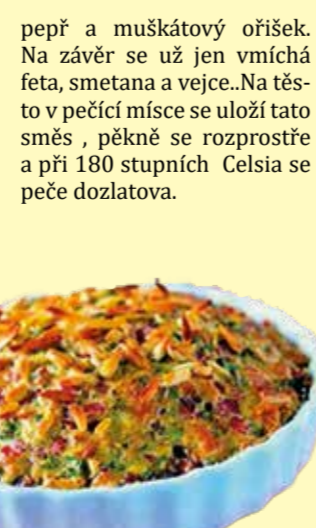 pepř a muškátový oříšek.
Na závěr se už jen vmíchá
feta, smetana a vejce..Na těs-
to v pečící mísce se uloží tato
směs , pěkně se rozprostře
a při 180 stupních Celsia se
peče dozlatova.